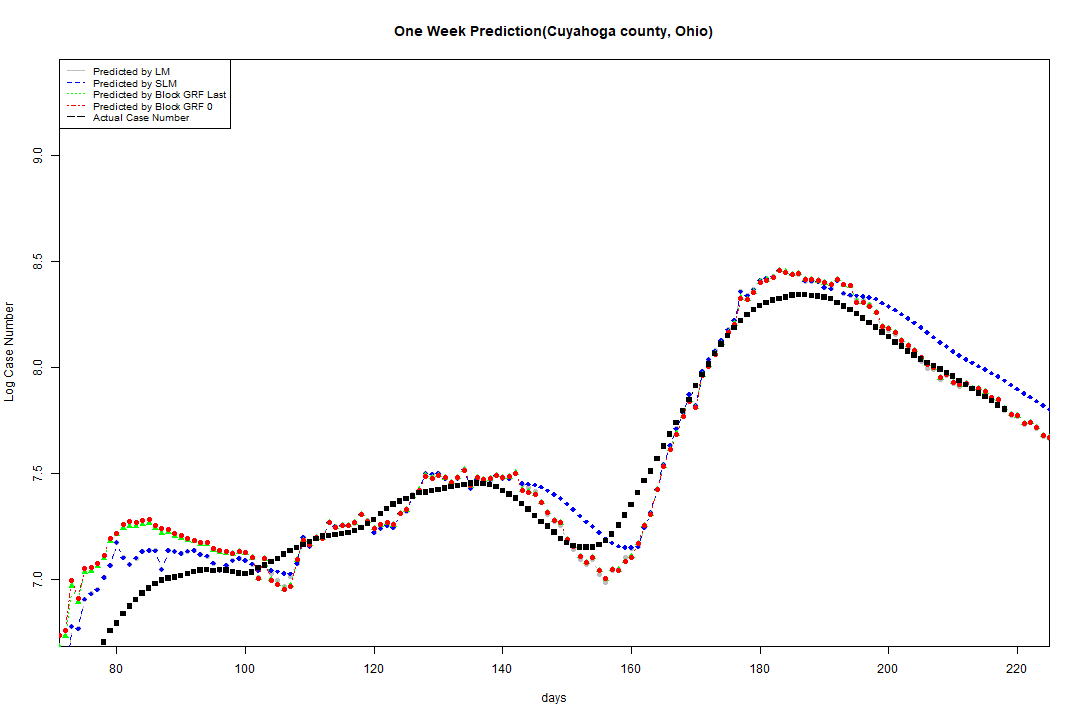 One Week Prediction(Cuyahoga county, Ohio)
Predicted by LM
Predicted by SLM
Predicted by Block GRF Last
Predicted by Block GRF 0
Actual Case Number
9.0
8.5
8.0
7.5
7.0
Log Case Number
80 100 120 140 160 180 200 220
days